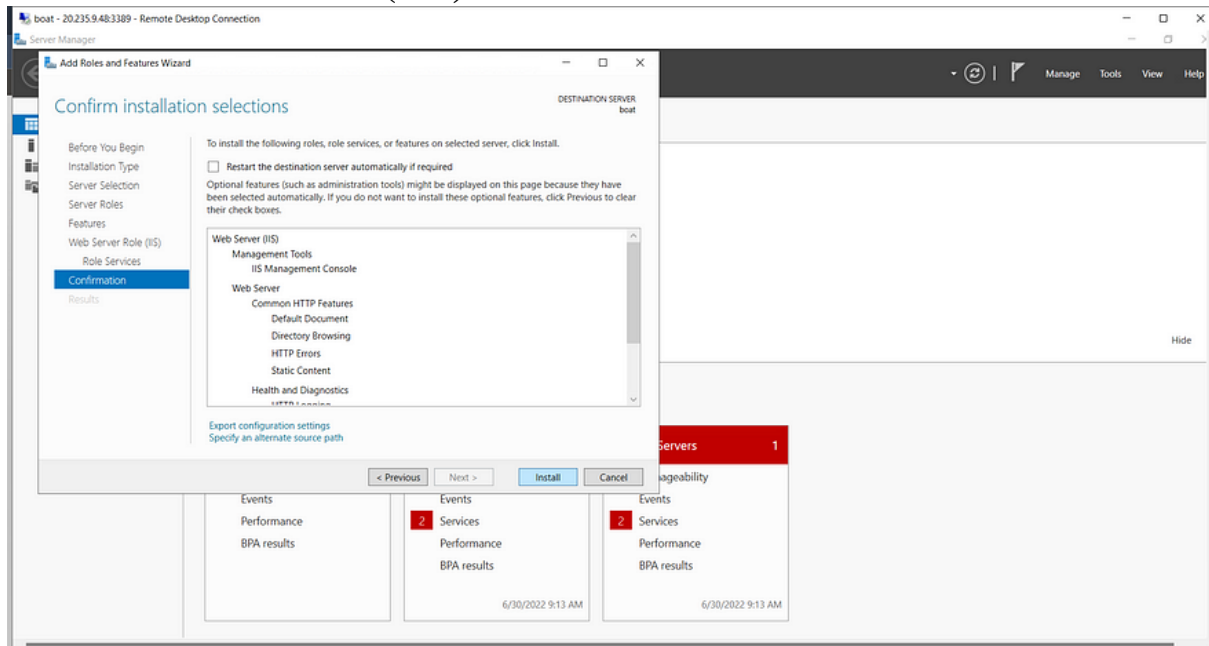 boat - 20.235.9.48:3389 - Remote Desktop Connection
Server Manager
Add Roles and Features Wizard
Manage Tools View Help
Confirm installation selections
DESTINATION SERVER
boat
Before You Begin
Installation Type
Server Selection
Server Roles
Features
Web Server Role (IIS)
Role Services
Confirmation
Results
To install the following roles, role services, or features on selected server, click Install.
Restart the destination server automatically if required
Optional features (such as administration tools) might be displayed on this page because they have
been selected automatically. If you do not want to install these optional features, click Previous to clear
their check boxes.
Web Server (IIS)
Management Tools
IIS Management Console
Web Server
Common HTTP Features
Default Document
Directory Browsing
HTTP Errors
Static Content
Health and Diagnostics
Export configuration settings
Specify an alternate source path
< Previous Next > Install Cancel
Hide
Servers 1
ageability
Events
Performance
BPA results
Events
2 Services
Performance
BPA results
6/30/2022 9:13 AM
Events
2 Services
Performance
BPA results
6/30/2022 9:13 AM